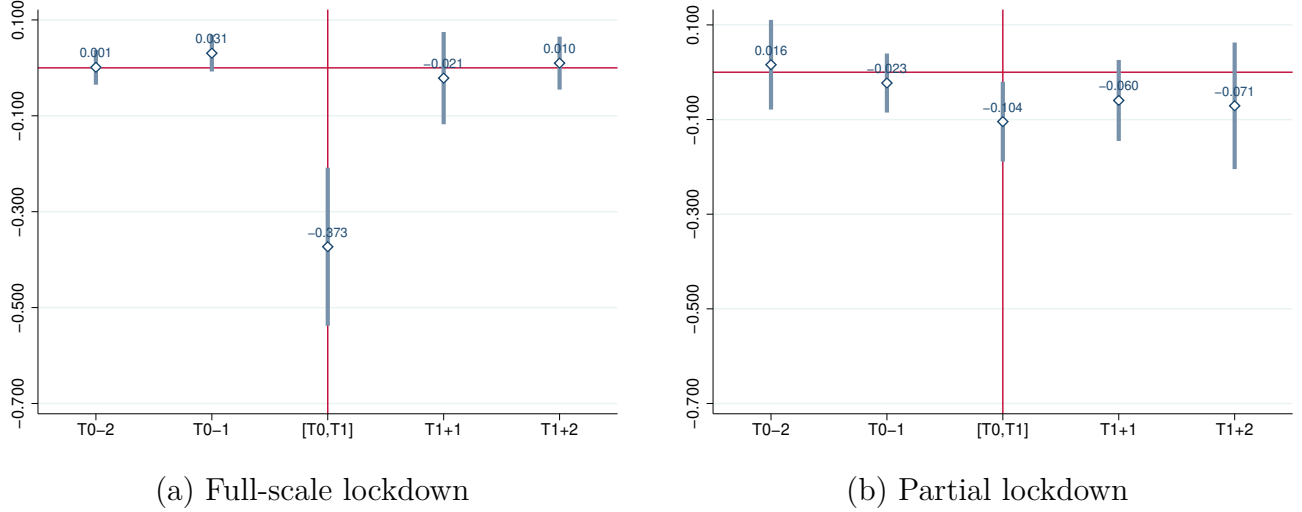 0.100
−0.100
−0.300
−0.500
−0.700
0.001
0.031
−0.373
−0.021
0.010
T0−2
T0−1
[T0,T1]
T1+1
T1+2
(a) Full-scale lockdown
0.100
−0.100
−0.300
−0.500
−0.700
0.016
−0.023
−0.104
−0.060
−0.071
T0−2
T0−1
[T0,T1]
T1+1
T1+2
(b) Partial lockdown